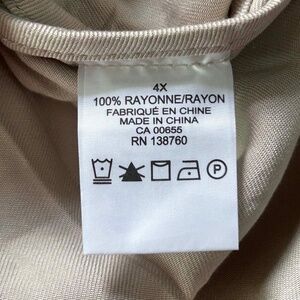 4X
100% RAYONNE/RAYON
FABRIQUÉ EN CHINE
MADE IN CHINA
CA 00655
RN 138760
P